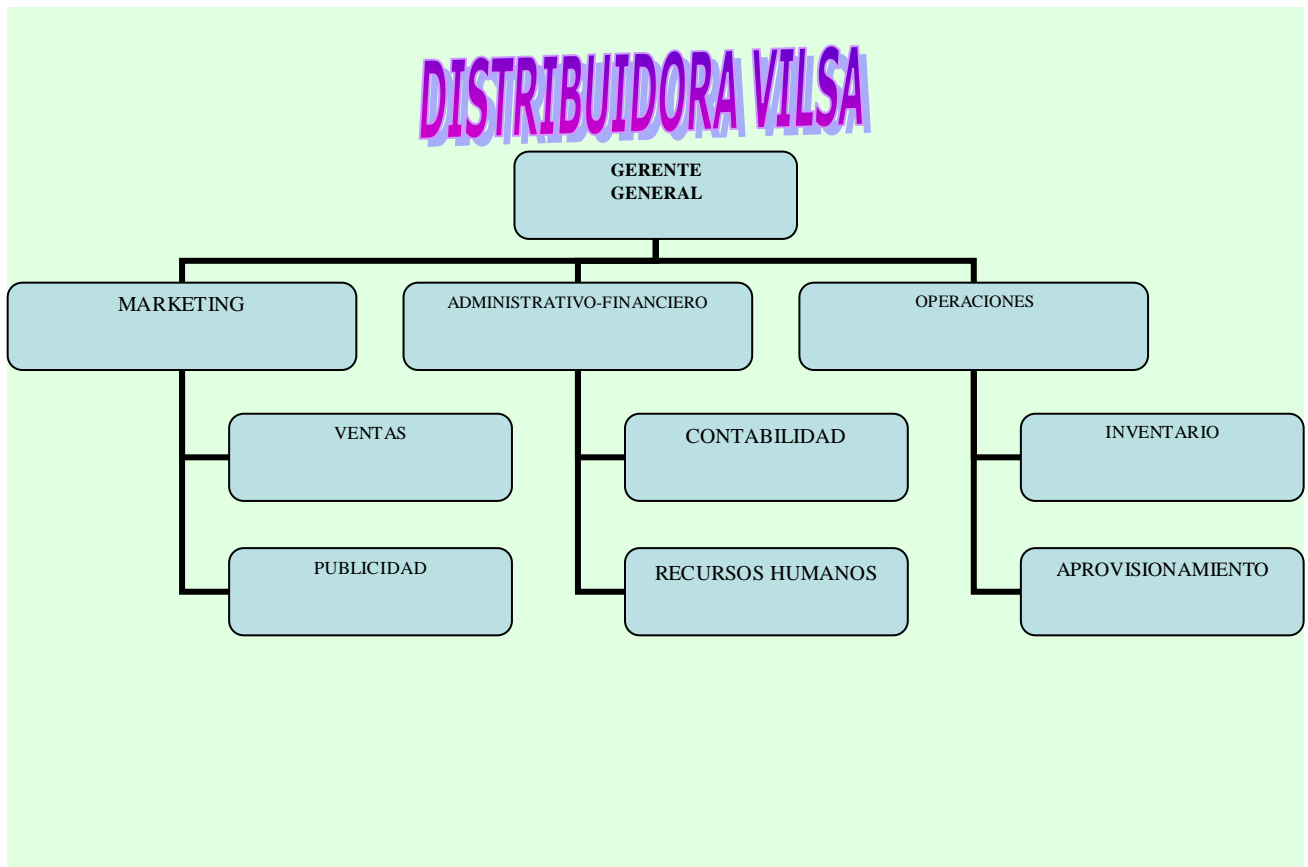 DISTRIBUIDORA VILSA
GERENTE
GENERAL
MARKETING
ADMINISTRATIVO-FINANCIERO
OPERACIONES
VENTAS
CONTABILIDAD
INVENTARIO
PUBLICIDAD
RECURSOS HUMANOS
APROVISIONAMIENTO